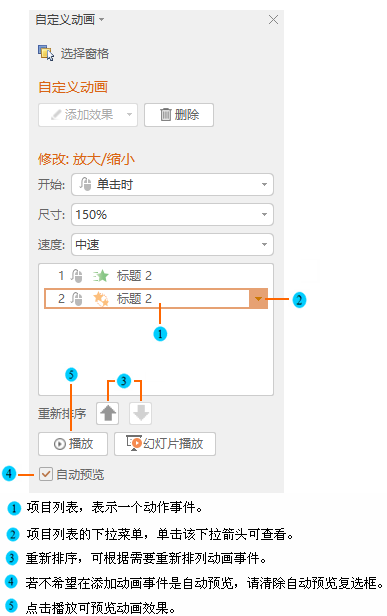 自定义动画
选择窗格
自定义动画
添加效果 删除
修改: 放大/缩小
开始: 单击时
尺寸: 150%
速度: 中速
1 标题 2
2 标题 2
2
1
5
3
重新排序
播放 幻灯片播放
4 自动预览
1 项目列表，表示一个动作事件。
2 项目列表的下拉菜单，单击该下拉箭头可查看。
3 重新排序，可根据需要重新排列动画事件。
4 若不希望在添加动画事件是自动预览，请清除自动预览复选框。
5 点击播放可预览动画效果。